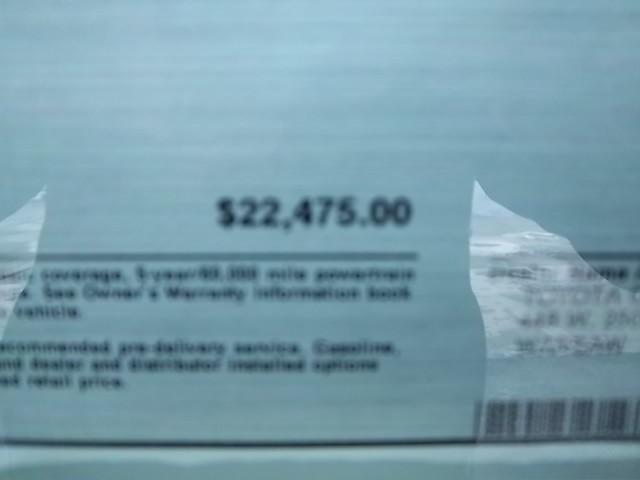 $22,475.00
coverage, 5-year/60,000 mile powertrain
See Owner's Warranty Information book
vehicle.
TOYOTA
recommended pre-delivery service. Gasoline,
and dealer and distributor installed options
retail price.